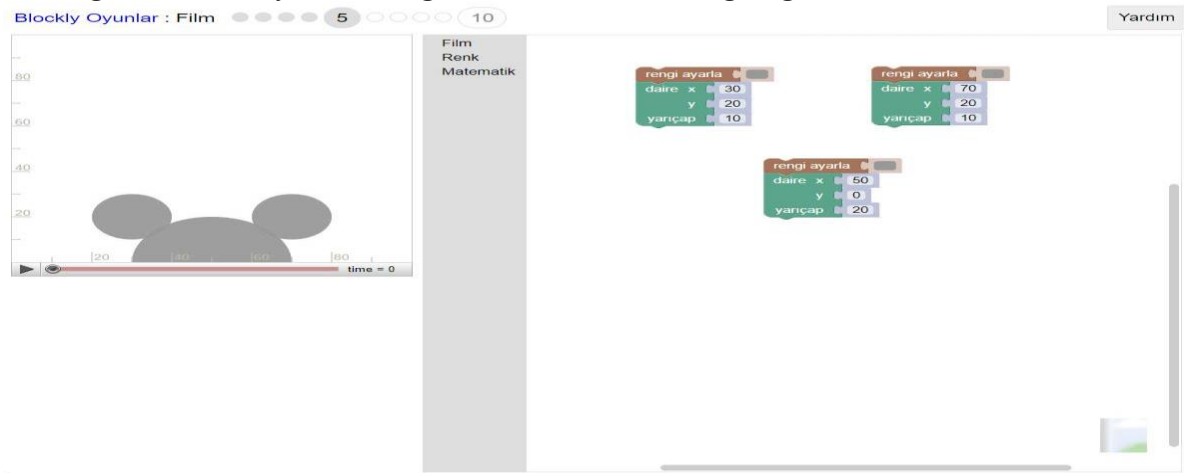 Blockly Oyunlar : Film 5 10 Yardım
Film
Renk
Matematik
rengi ayarla
daire x 30
y 20
yarıçap 10
rengi ayarla
daire x 70
y 20
yarıçap 10
rengi ayarla
daire x 50
y 0
yarıçap 20
80
60
40
20
20 40 60 80
time = 0